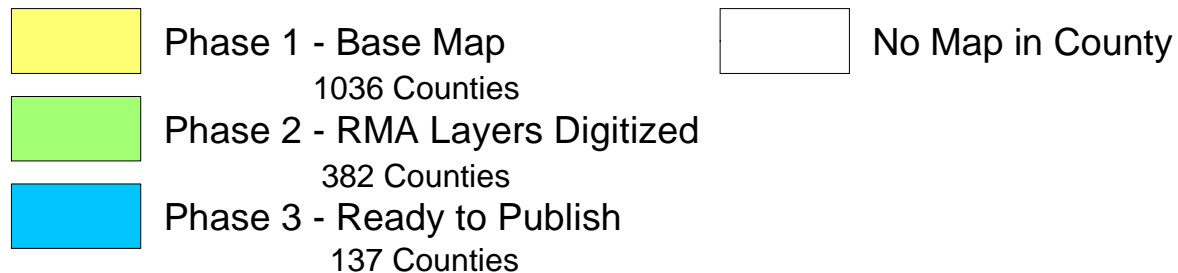 Phase 1 - Base Map
1036 Counties
Phase 2 - RMA Layers Digitized
382 Counties
Phase 3 - Ready to Publish
137 Counties
No Map in County